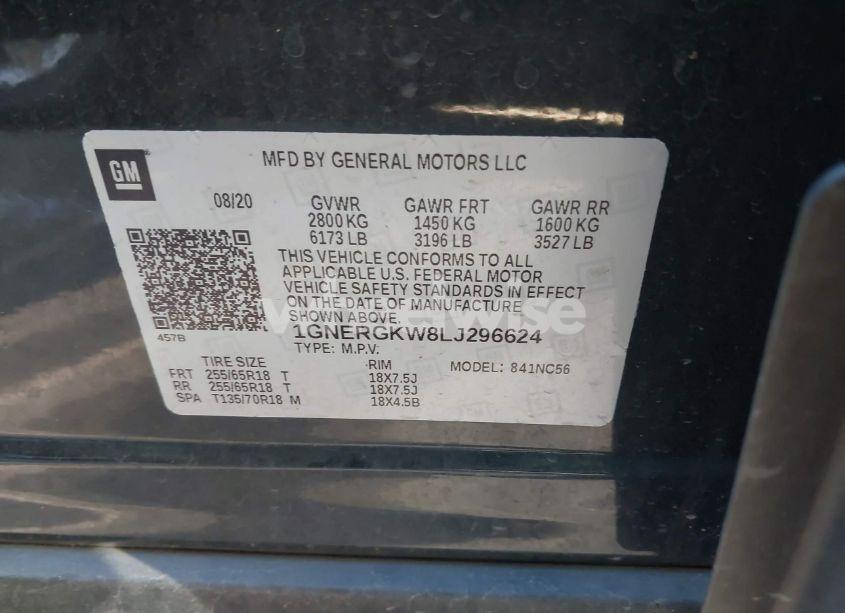 GM
MFD BY GENERAL MOTORS LLC
08/20 GVWR GAWR FRT GAWR RR
2800 KG 1450 KG 1600 KG
6173 LB 3196 LB 3527 LB
THIS VEHICLE CONFORMS TO ALL
APPLICABLE U.S. FEDERAL MOTOR
VEHICLE SAFETY STANDARDS IN EFFECT
ON THE DATE OF MANUFACTURE
SHOWN ABOVE.
457B
1GNERGKW8LJ296624
TYPE: M.P.V.
TIRE SIZE RIM MODEL: 841NC56
FRT 255/65R18 T 18X7.5J
RR 255/65R18 T 18X7.5J
SPA T135/70R18 M 18X4.5B